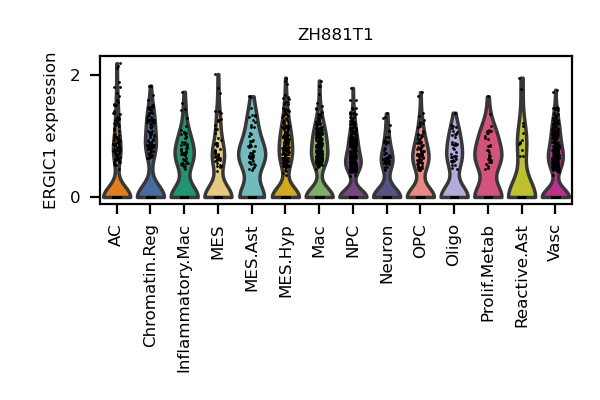 ZH881T1
ERGIC1 expression
2
0
AC
Chromatin.Reg
Inflammatory.Mac
MES
MES.Ast
MES.Hyp
Mac
NPC
Neuron
OPC
Oligo
Prolif.Metab
Reactive.Ast
Vasc